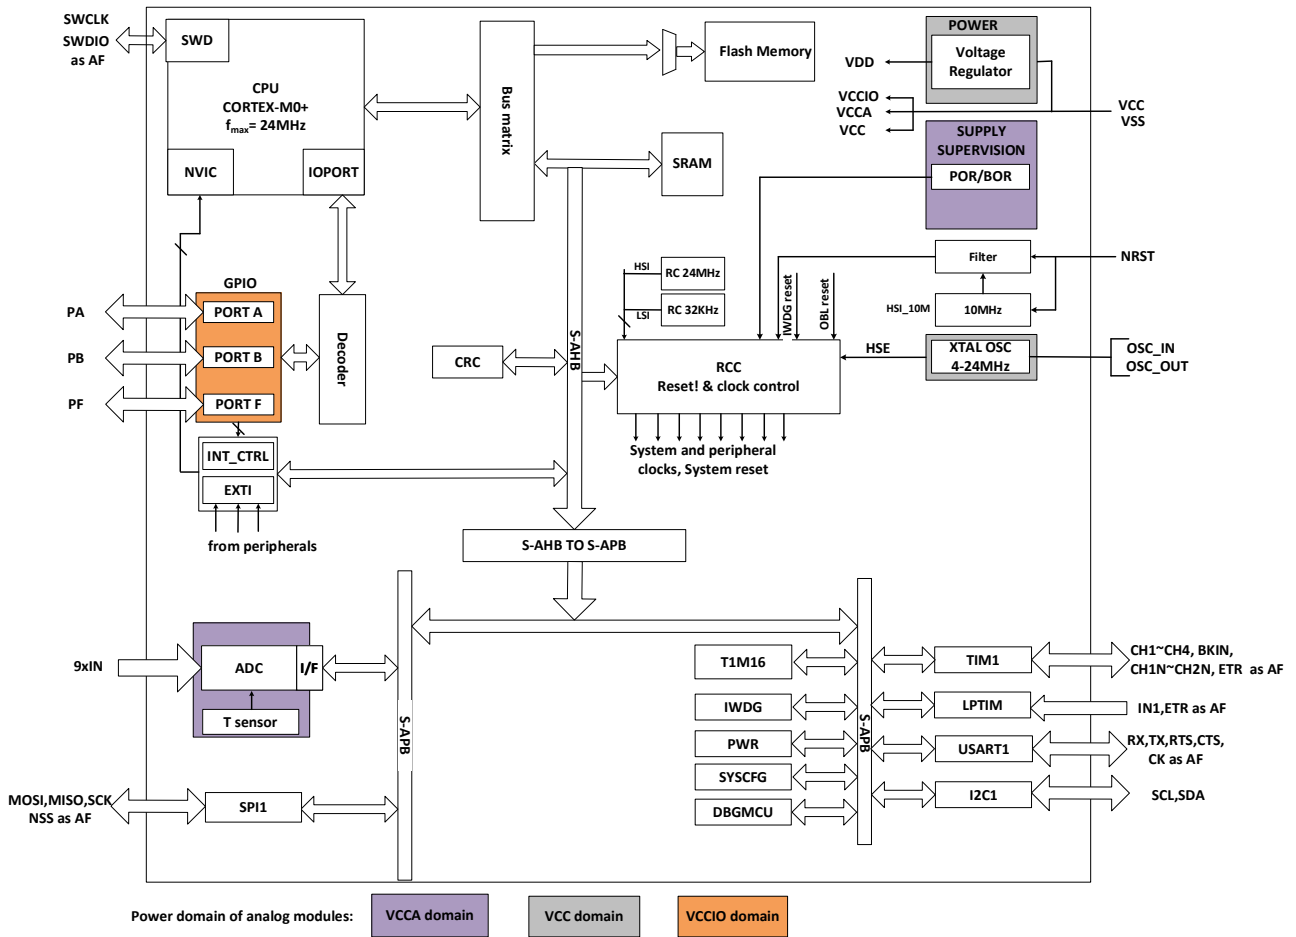 SWCLK
SWDIO
as AF
SWD
CPU
CORTEX-M0+
fmax= 24MHz
NVIC
IOPORT
Bus matrix
Flash Memory
SRAM
POWER
Voltage
Regulator
VDD
VCCIO
VCCA
VCC
VCC
VSS
SUPPLY
SUPERVISION
POR/BOR
Filter
NRST
HSI_10M
10MHz
HSI
RC 24MHz
LSI
RC 32KHz
IWDG reset
OBL reset
HSE
XTAL OSC
4-24MHz
OSC_IN
OSC_OUT
GPIO
PA
PORT A
PB
PORT B
PF
PORT F
Decoder
CRC
S-AHB
RCC
Reset! & clock control
System and peripheral
clocks, System reset
INT_CTRL
EXTI
from peripherals
S-AHB TO S-APB
9xIN
ADC
I/F
T sensor
S-APB
MOSI,MISO,SCK
NSS as AF
SPI1
T1M16
IWDG
PWR
SYSCFG
DBGMCU
S-APB
TIM1
CH1~CH4, BKIN,
CH1N~CH2N, ETR as AF
LPTIM
IN1,ETR as AF
USART1
RX,TX,RTS,CTS,
CK as AF
I2C1
SCL,SDA
Power domain of analog modules:
VCCA domain
VCC domain
VCCIO domain